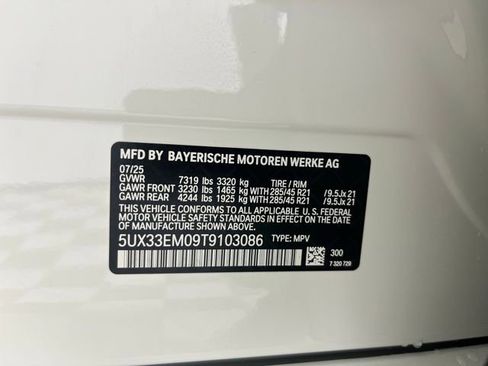 MFD BY BAYERISCHE MOTOREN WERKE AG
07/25
GVWR 7319 lbs 3320 kg TIRE / RIM
GAWR FRONT 3230 lbs 1465 kg WITH 285/45 R21 /9.5Jx 21
GAWR REAR 4244 lbs 1925 kg WITH 285/45 R21 /9.5Jx 21
THIS VEHICLE CONFORMS TO ALL APPLICABLE U. S. FEDERAL
MOTOR VEHICLE SAFETY STANDARDS IN EFFECT ON THE
DATE OF MANUFACTURE SHOWN ABOVE.
5UX33EM09T9103086 TYPE: MPV
300
7 320 729